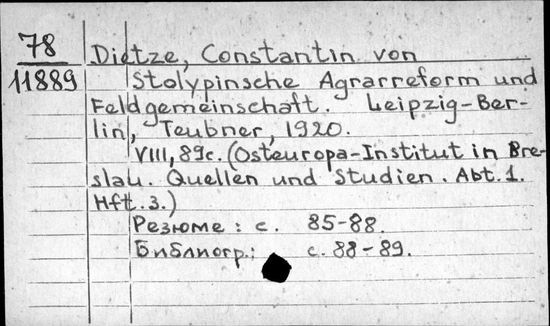 78
11889
Dietze, Constantin von
Stolypinsche Agrarreform und
Feldgemeinschaft. Leipzig-Ber-
lin, Teubner, 1920.
VIII, 89с. (Osteuropa-Institut in Bre-
slau. Quellen und Studien. Abt. 1.
Hft. 3.)
Резюме: с. 85-88.
Библиогр.: с. 88-89.